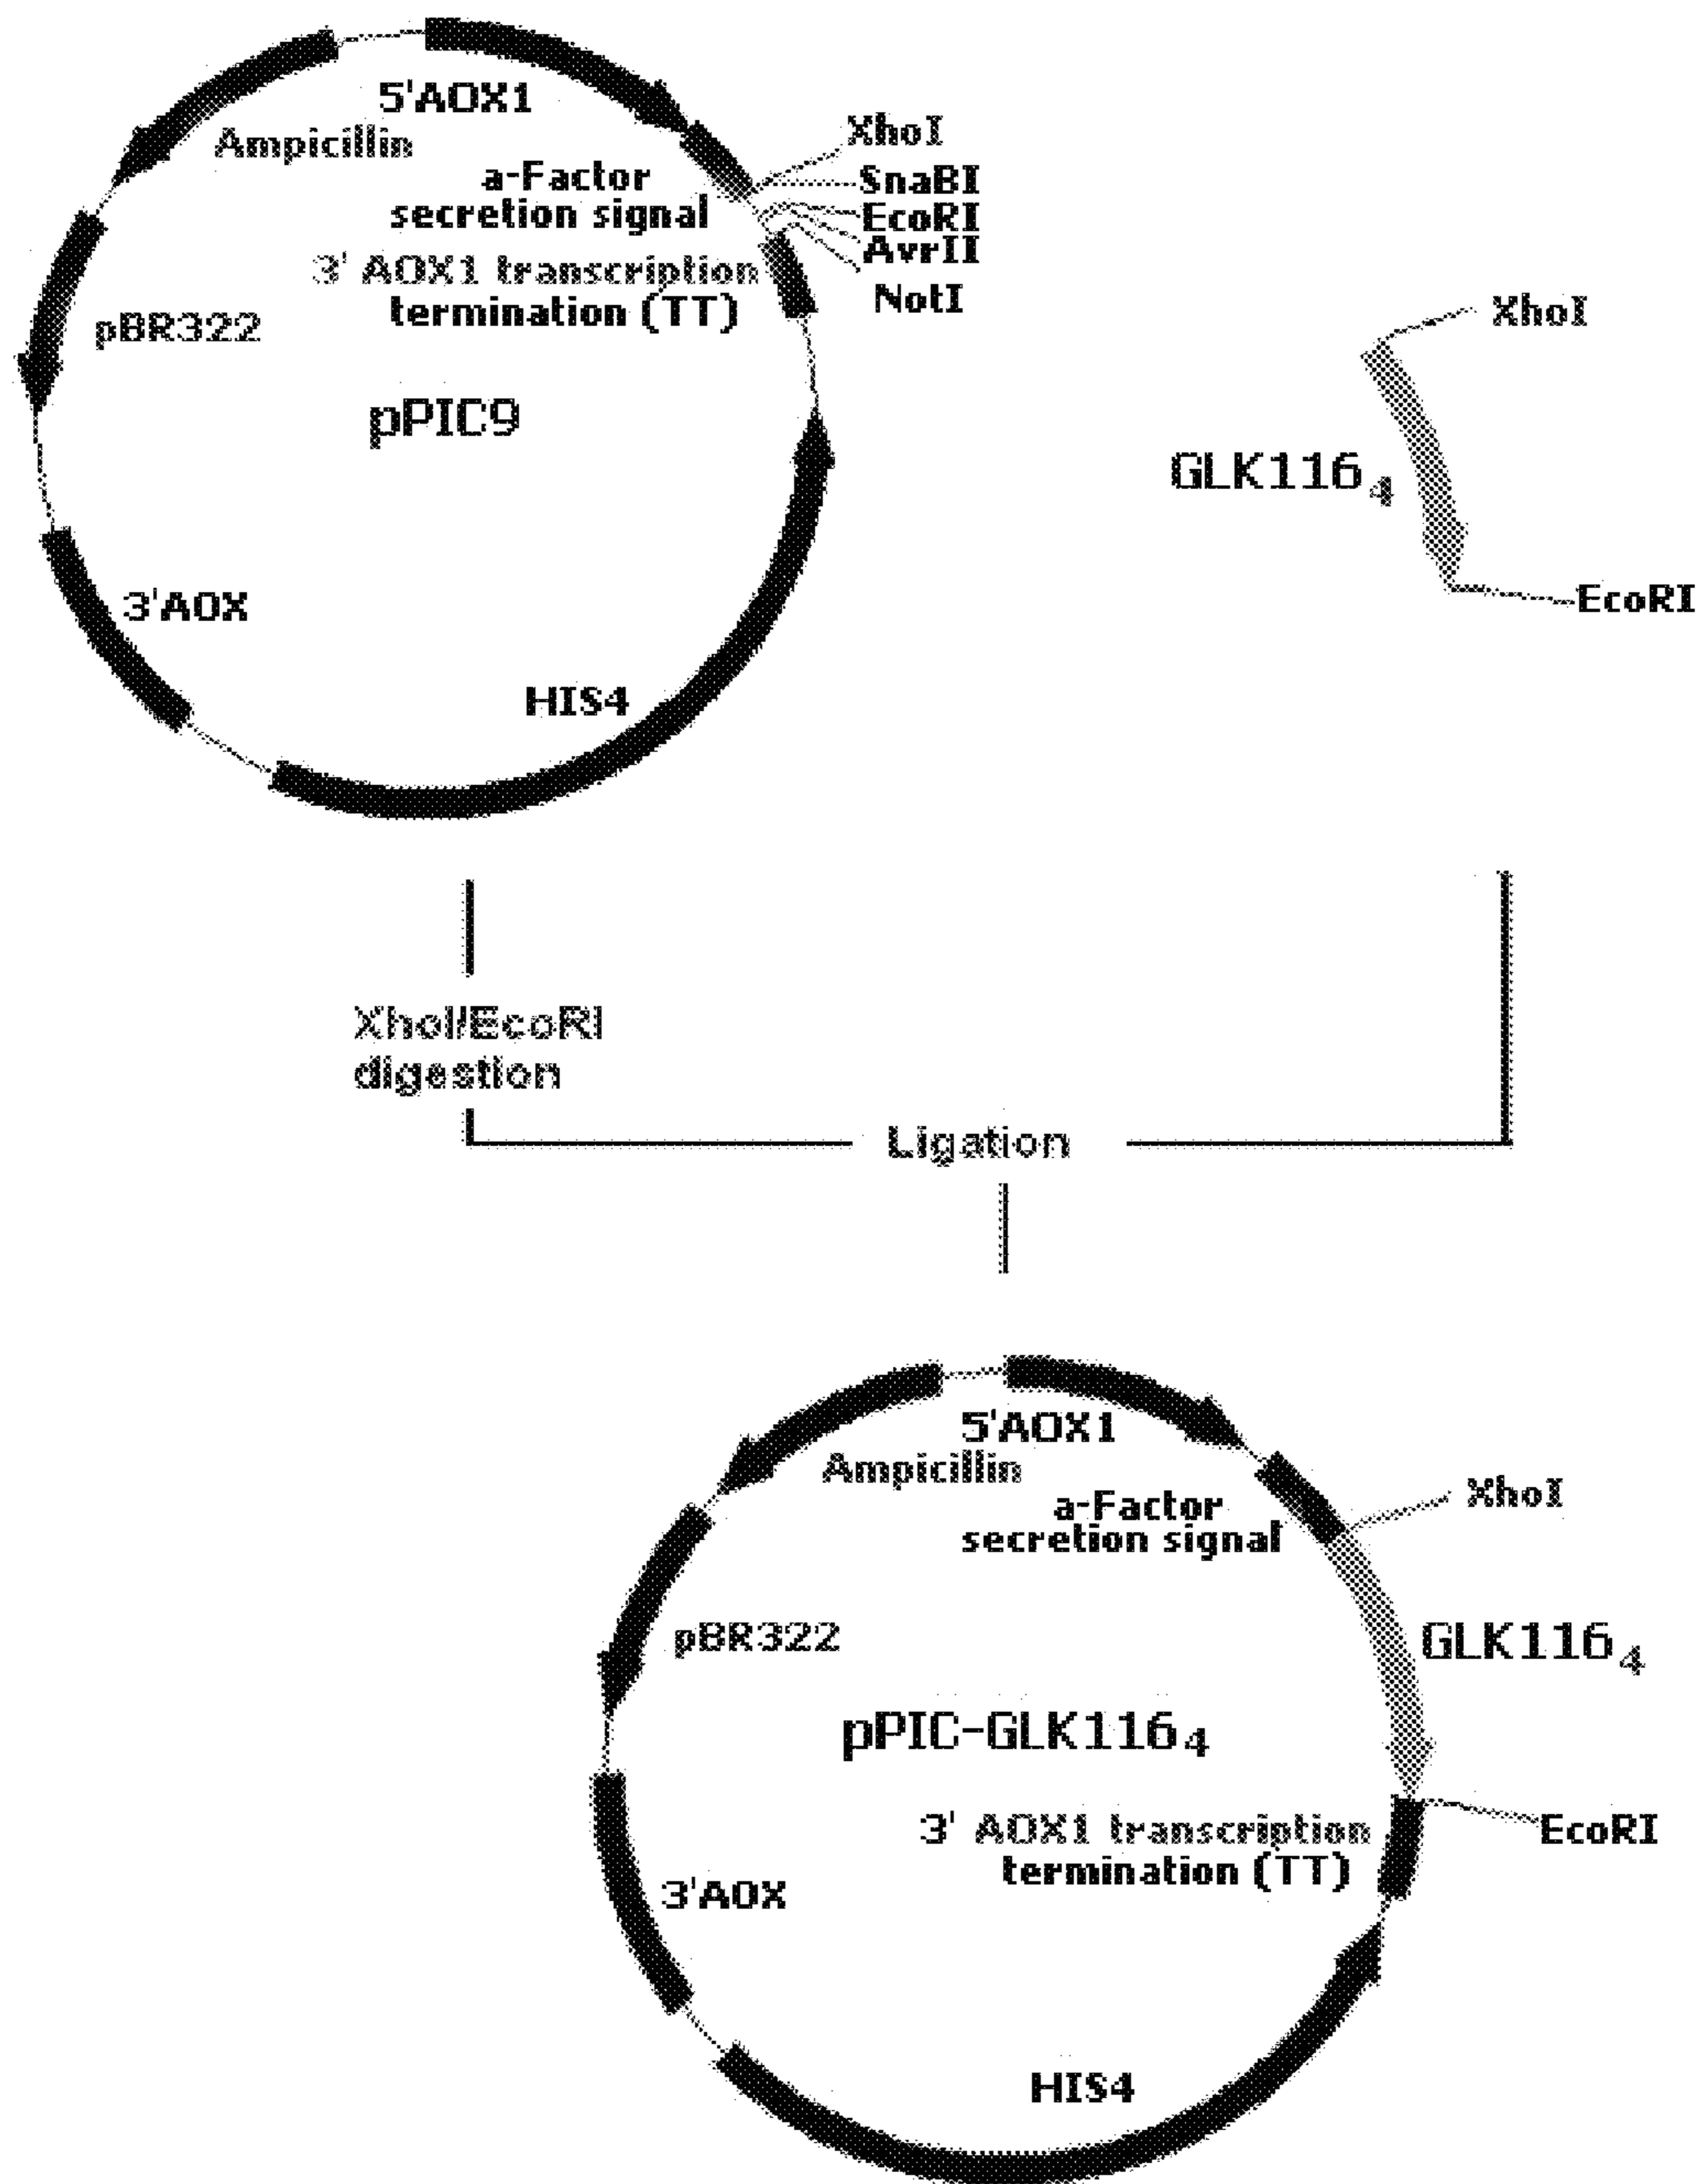 5'AOX1
Ampicillin
a-Factor
secretion signal
3' AOX1 transcription
termination (TT)
XhoI
SnaBI
EcoRI
AvrII
NotI
pBR322
pPIC9
3'AOX
HIS4
XhoI
GLK116₄
EcoRI
XhoI/EcoRI
digestion
Ligation
5'AOX1
Ampicillin
a-Factor
secretion signal
XhoI
pBR322
GLK116₄
pPIC-GLK116₄
3' AOX1 transcription
termination (TT)
EcoRI
3'AOX
HIS4